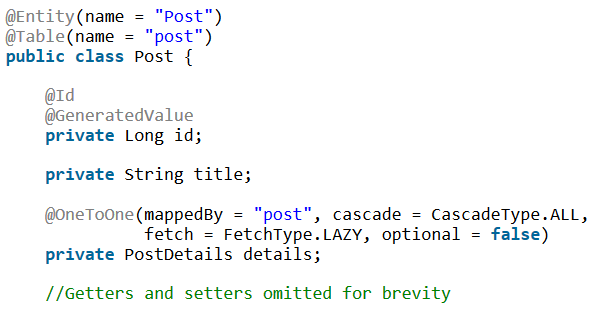 @Entity(name = "Post")
@Table(name = "post")
public class Post {
@Id
@GeneratedValue
private Long id;
private String title;
@OneToOne(mappedBy = "post", cascade = CascadeType.ALL,
fetch = FetchType.LAZY, optional = false)
private PostDetails details;
//Getters and setters omitted for brevity